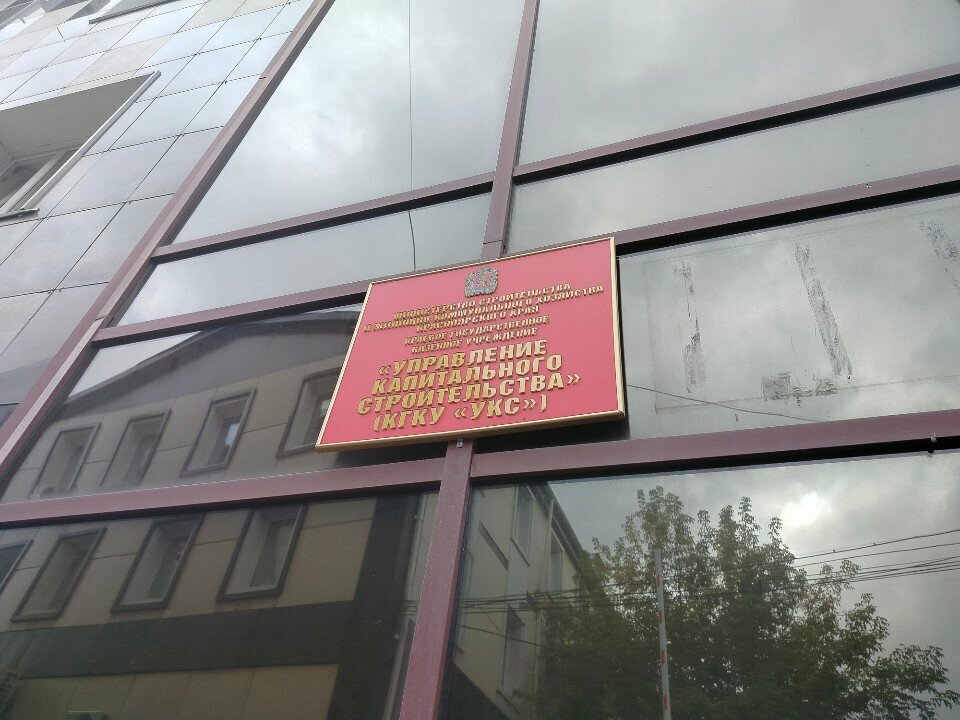 МИНИСТЕРСТВО СТРОИТЕЛЬСТВА
И ЖИЛИЩНО-КОММУНАЛЬНОГО ХОЗЯЙСТВА
КРАСНОЯРСКОГО КРАЯ
КРАЕВОЕ ГОСУДАРСТВЕННОЕ
КАЗЕННОЕ УЧРЕЖДЕНИЕ
«УПРАВЛЕНИЕ
КАПИТАЛЬНОГО
СТРОИТЕЛЬСТВА»
(КГКУ «УКС»)